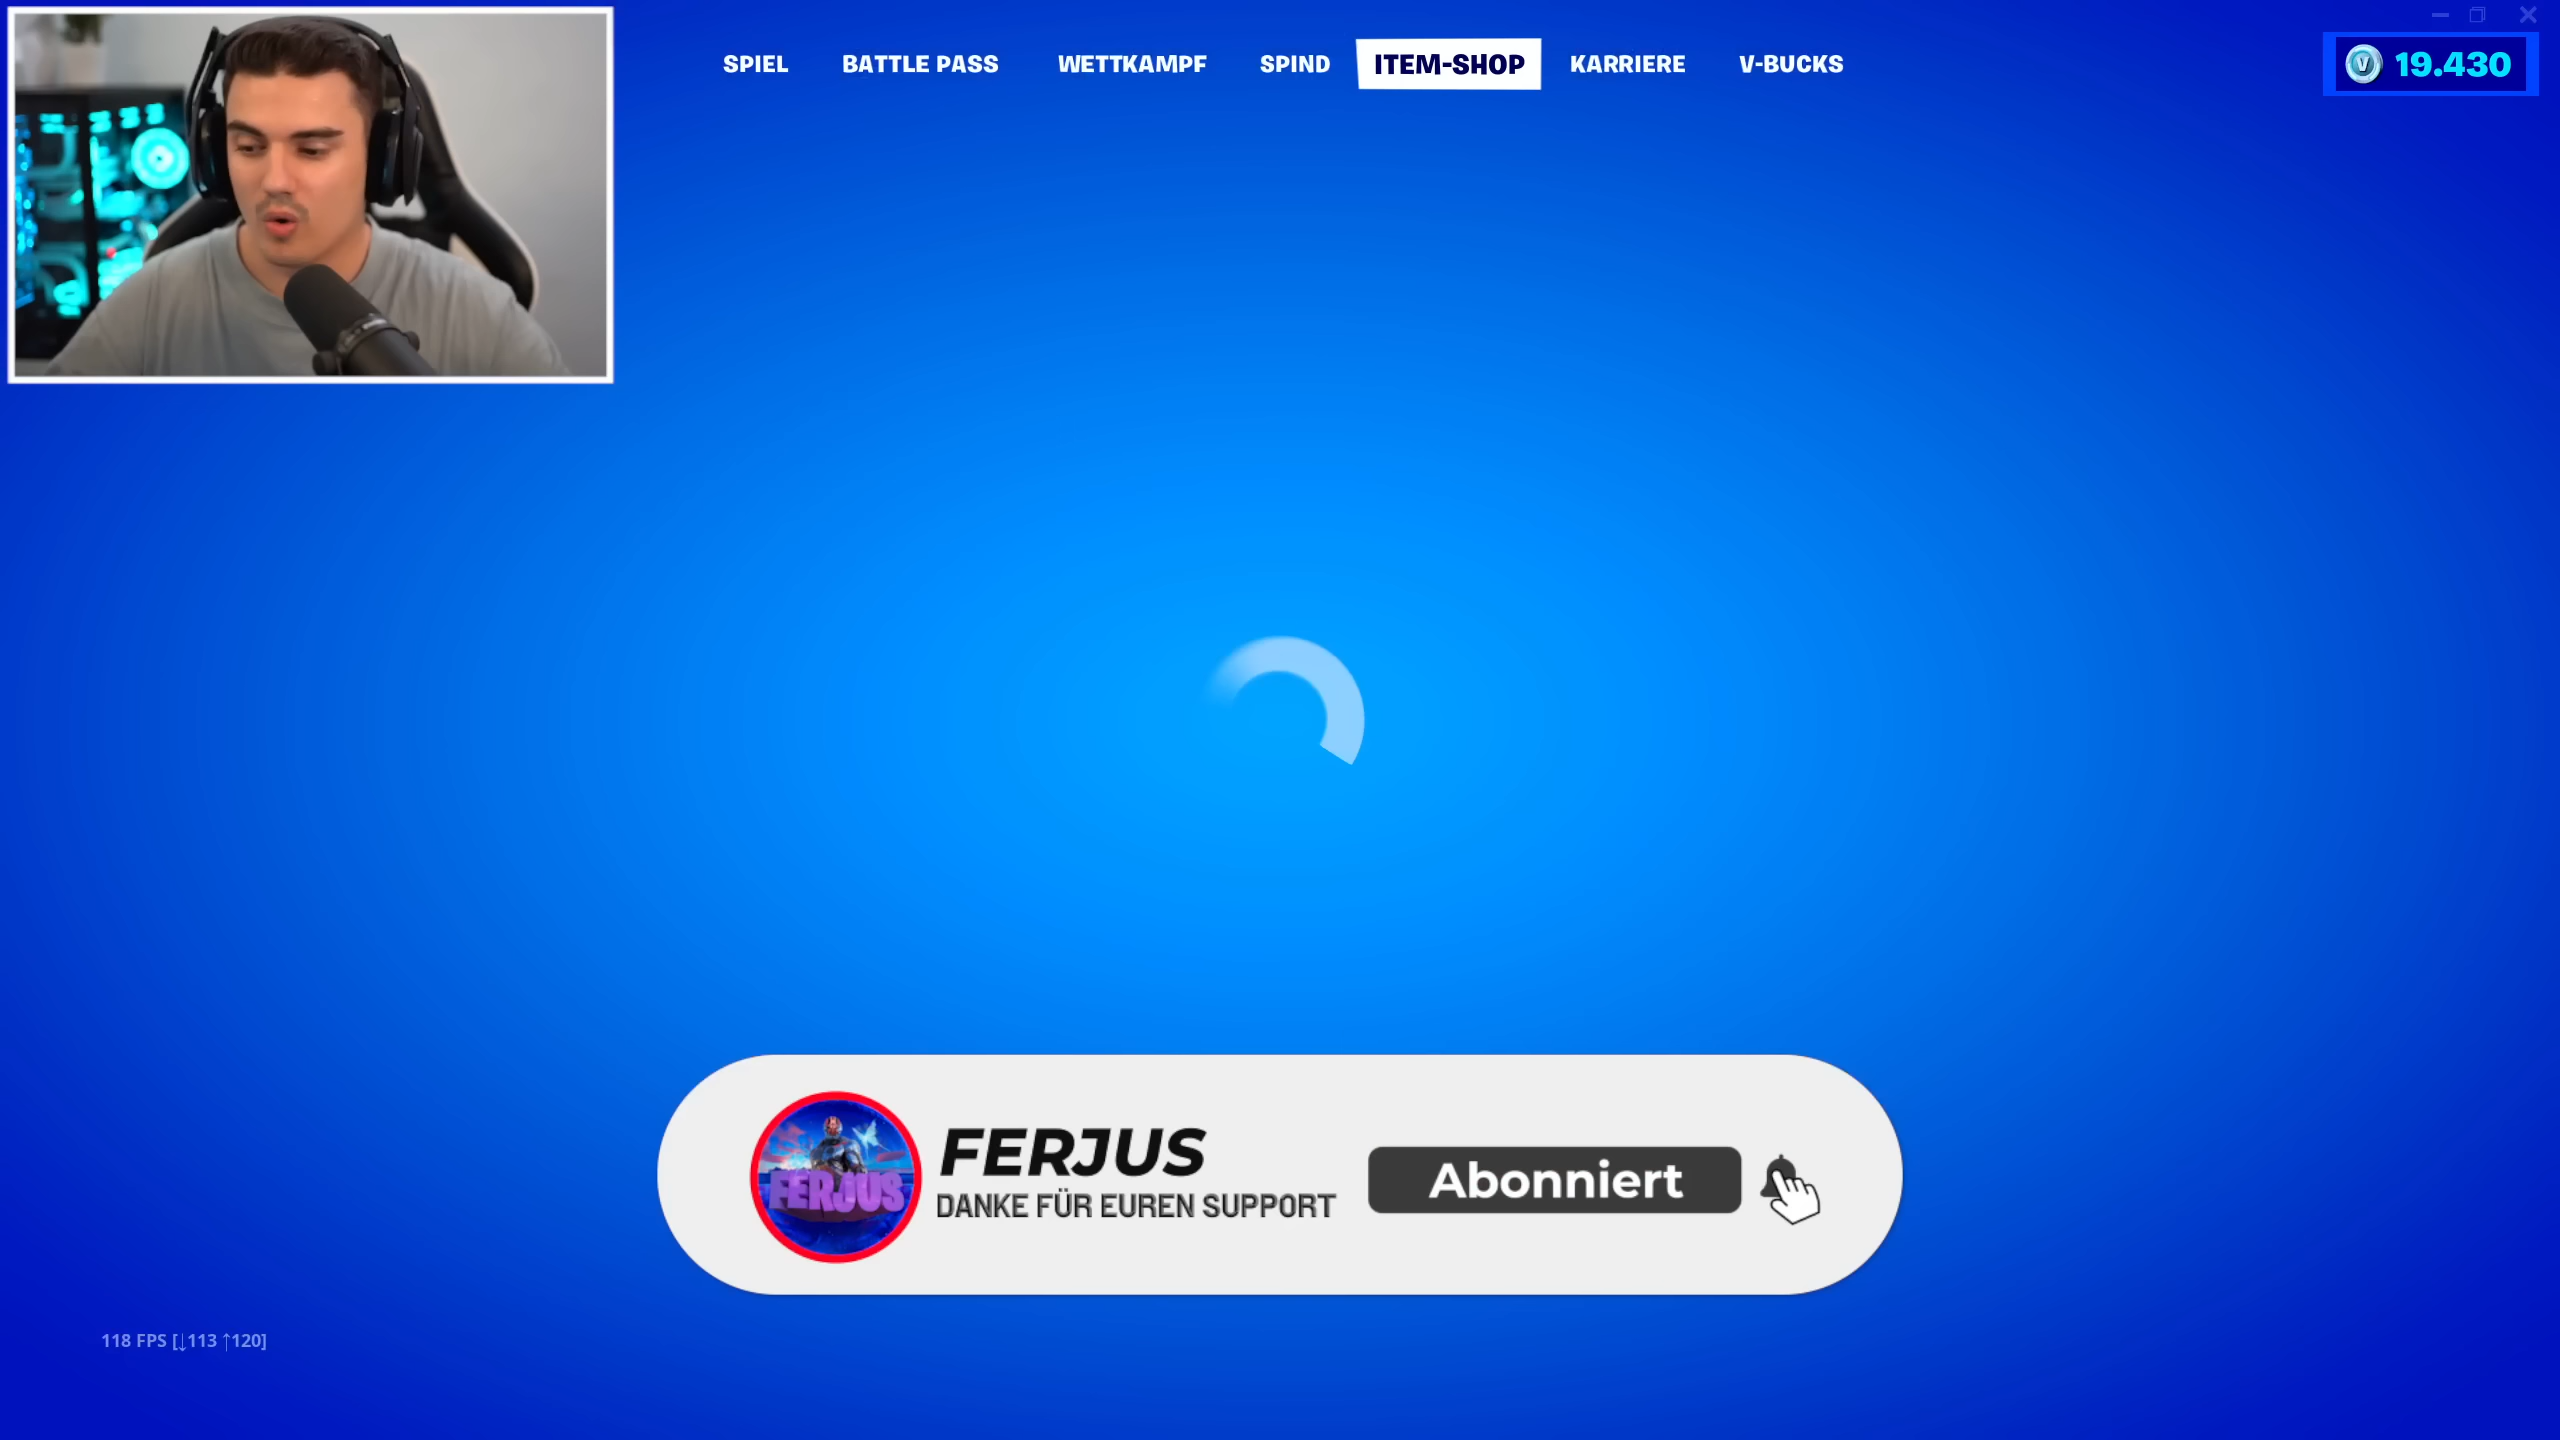 SPIEL BATTLE PASS WETTKAMPF SPIND ITEM-SHOP KARRIERE V-BUCKS
19.430
FERJUS
FERJUS
DANKE FÜR EUREN SUPPORT
Abonniert
118 FPS [↓113 ↑120]